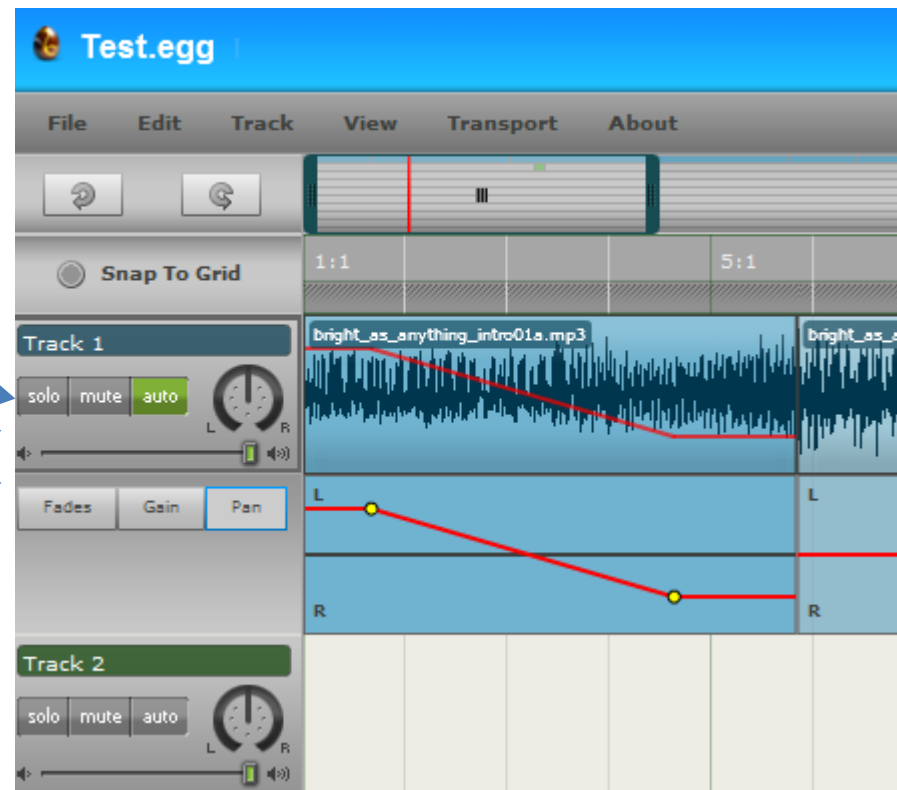 Test.egg
File Edit Track View Transport About
Snap To Grid
1:1 5:1
Track 1
bright_as_anything_intro01a.mp3
bright_as_a
solo mute auto
L R
Fades Gain Pan
L
L
R
R
Track 2
solo mute auto
L R